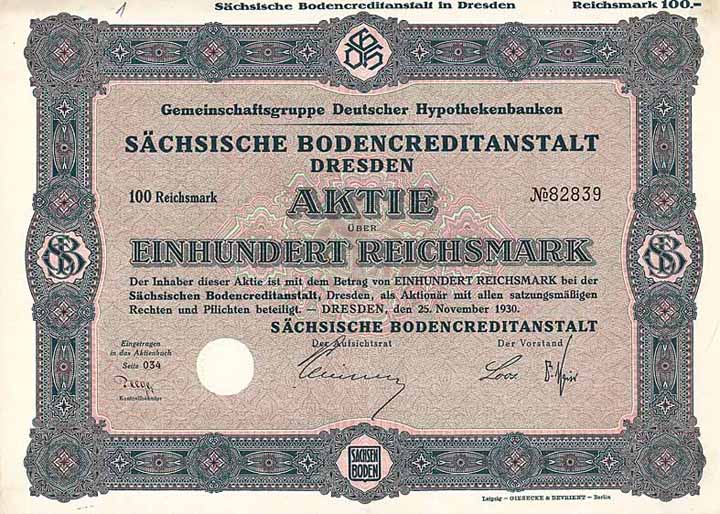 Sächsische Bodencreditanstalt in Dresden Reichsmark 100.-
1
Gemeinschaftsgruppe Deutscher Hypothekenbanken
SÄCHSISCHE BODENCREDITANSTALT
DRESDEN
100 Reichsmark AKTIE №82839
ÜBER
EINHUNDERT REICHSMARK
Der Inhaber dieser Aktie ist mit dem Betrag von EINHUNDERT REICHSMARK bei der
Sächsischen Bodencreditanstalt, Dresden, als Aktionär mit allen satzungsmäßigen
Rechten und Pflichten beteiligt. — DRESDEN, den 25. November 1930.
SÄCHSISCHE BODENCREDITANSTALT
Der Aufsichtsrat Der Vorstand
Eingetragen
in das Aktienbuch
Seite 034
Kontrollbeamter
Loos
SACHSEN
BODEN
Leipzig – GIESECKE & DEVRIENT – Berlin